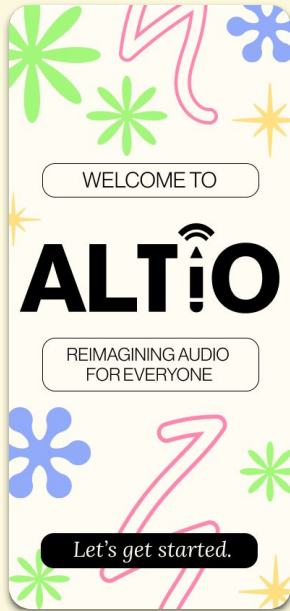 WELCOME TO
ALTiO
REIMAGINING AUDIO
FOR EVERYONE
Let's get started.